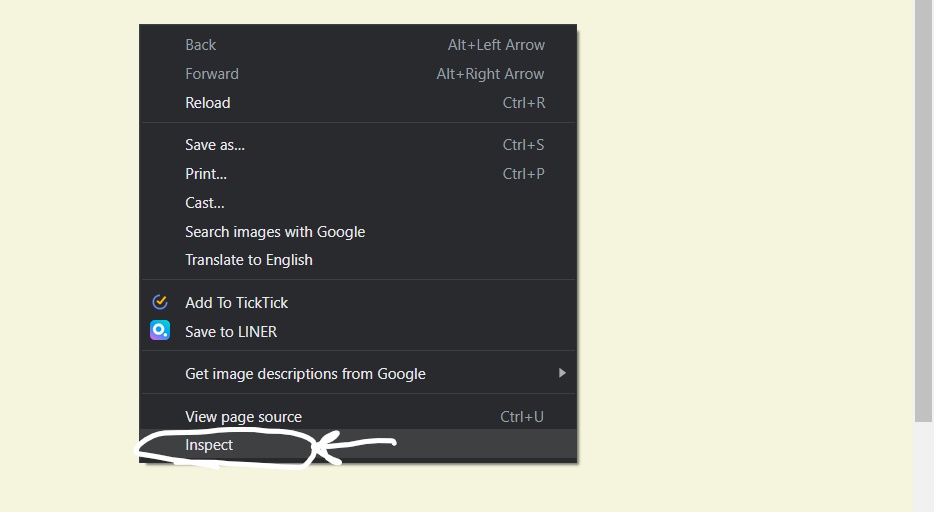 Back Alt+Left Arrow
Forward Alt+Right Arrow
Reload Ctrl+R
Save as... Ctrl+S
Print... Ctrl+P
Cast...
Search images with Google
Translate to English
Add To TickTick
Save to LINER
Get image descriptions from Google
View page source Ctrl+U
Inspect